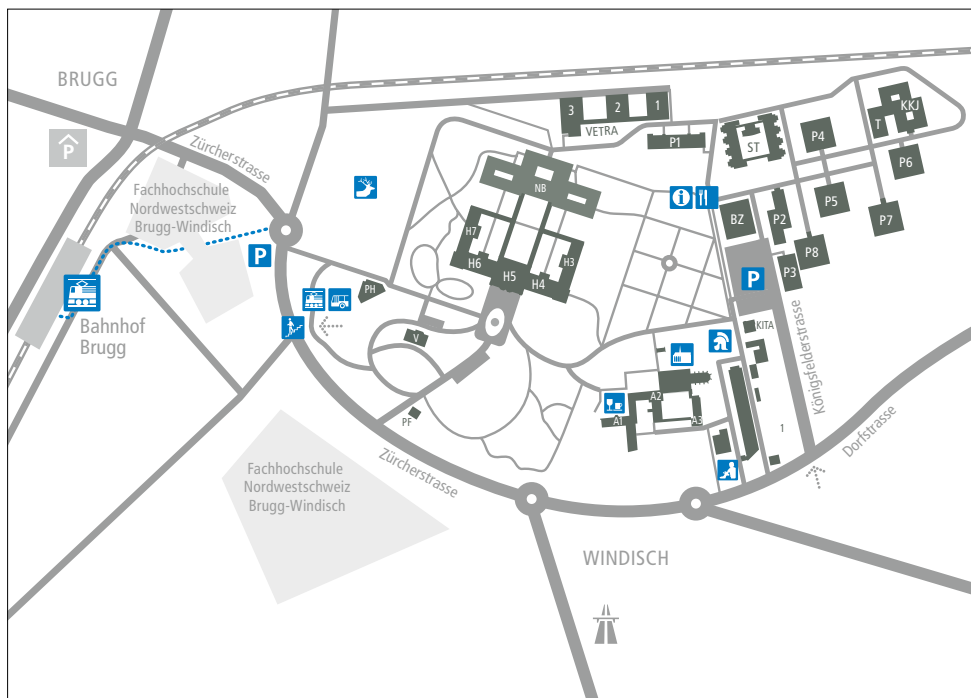 BRUGG
P
Zürcherstrasse
Fachhochschule
Nordwestschweiz
Brugg-Windisch
P
Bahnhof
Brugg
3
2
1
VETRA
P1
ST
P4
T
KKJ
P6
P5
P7
P2
BZ
P8
P3
P
i
NB
H7
H6
H5
H4
H3
PH
V
PF
KITA
Königsfelderstrasse
A2
A1
A3
1
Dorfstrasse
Zürcherstrasse
Fachhochschule
Nordwestschweiz
Brugg-Windisch
WINDISCH